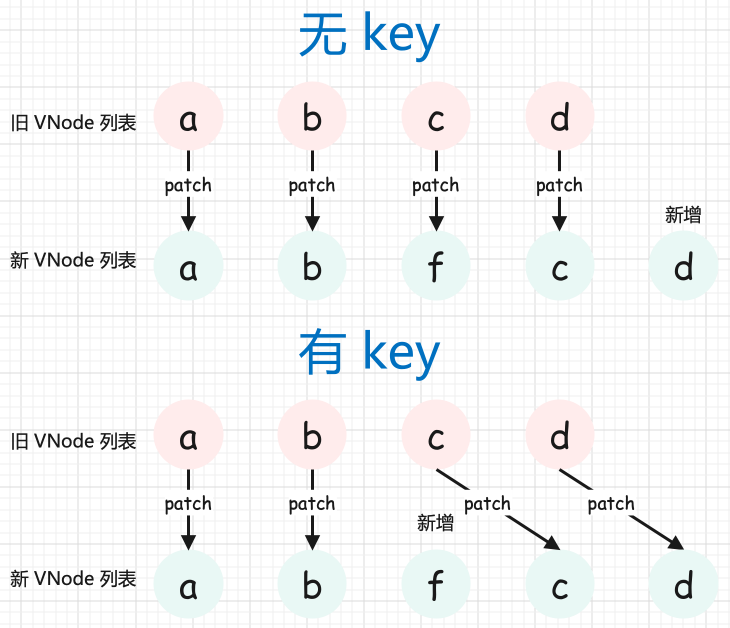 无 key
旧 VNode 列表 a b c d
patch patch patch patch
新增
新 VNode 列表 a b f c d
有 key
旧 VNode 列表 a b c d
patch patch patch patch
新增
新 VNode 列表 a b f c d